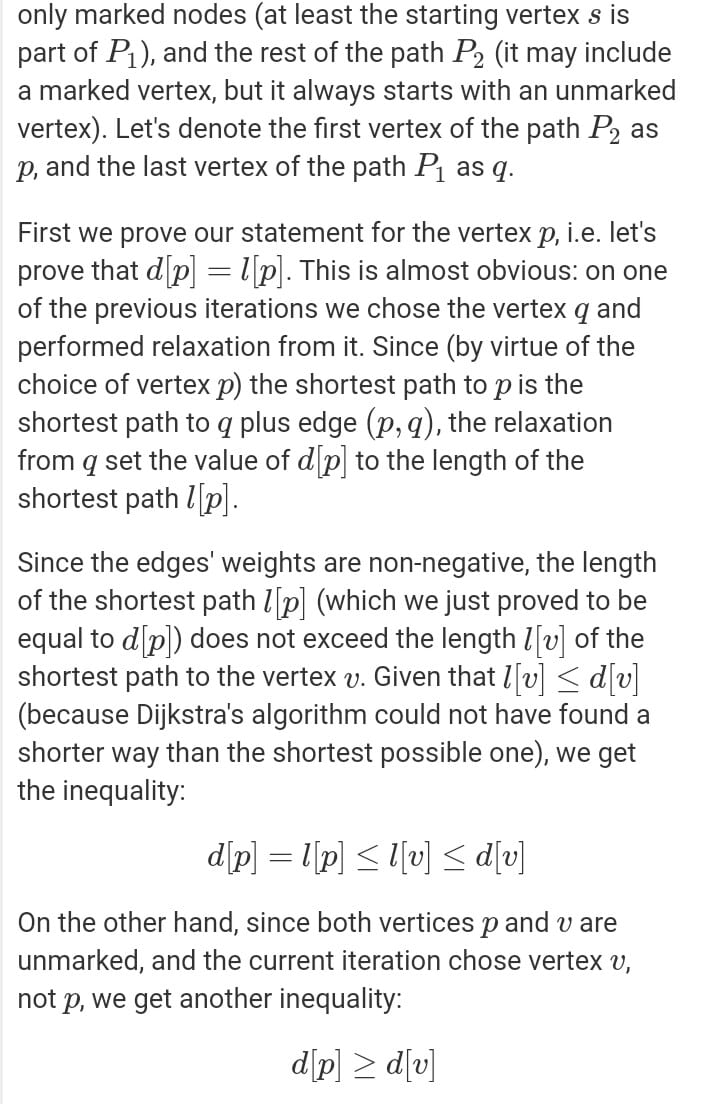 only marked nodes (at least the starting vertex s is
part of P₁), and the rest of the path P₂ (it may include
a marked vertex, but it always starts with an unmarked
vertex). Let's denote the first vertex of the path P₂ as
p, and the last vertex of the path P₁ as q.
First we prove our statement for the vertex p, i.e. let's
prove that d[p] = l[p]. This is almost obvious: on one
of the previous iterations we chose the vertex q and
performed relaxation from it. Since (by virtue of the
choice of vertex p) the shortest path to p is the
shortest path to q plus edge (p, q), the relaxation
from q set the value of d[p] to the length of the
shortest path l[p].
Since the edges' weights are non-negative, the length
of the shortest path l[p] (which we just proved to be
equal to d[p]) does not exceed the length l[v] of the
shortest path to the vertex v. Given that l[v] ≤ d[v]
(because Dijkstra's algorithm could not have found a
shorter way than the shortest possible one), we get
the inequality:
d[p] = l[p] ≤ l[v] ≤ d[v]
On the other hand, since both vertices p and v are
unmarked, and the current iteration chose vertex v,
not p, we get another inequality:
d[p] ≥ d[v]